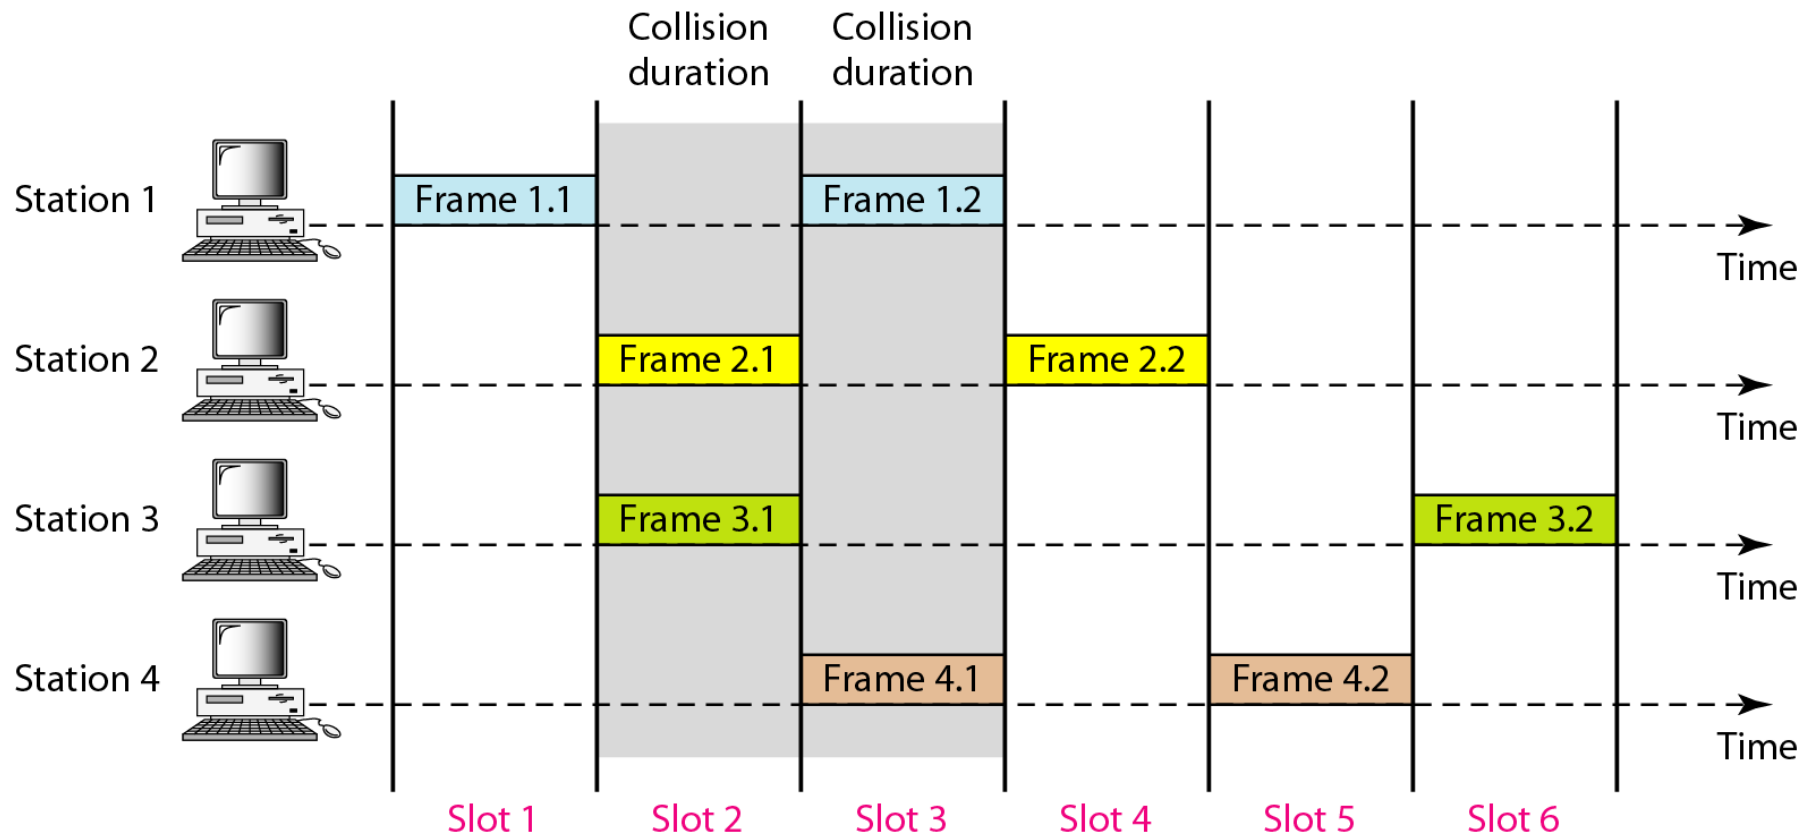 Collision
duration
Collision
duration
Station 1
Frame 1.1
Frame 1.2
Time
Station 2
Frame 2.1
Frame 2.2
Time
Station 3
Frame 3.1
Frame 3.2
Time
Station 4
Frame 4.1
Frame 4.2
Time
Slot 1
Slot 2
Slot 3
Slot 4
Slot 5
Slot 6